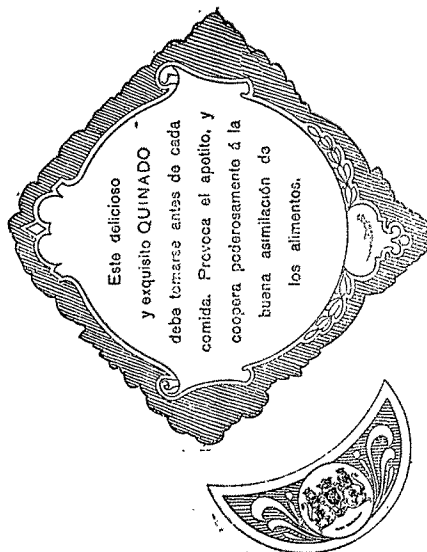 Este delicioso
y exquisito QUINADO
debe tomarse antes de cada
comida. Provoca el apotito, y
coopera poderosamente á la
buena asimilación de
los alimentos.